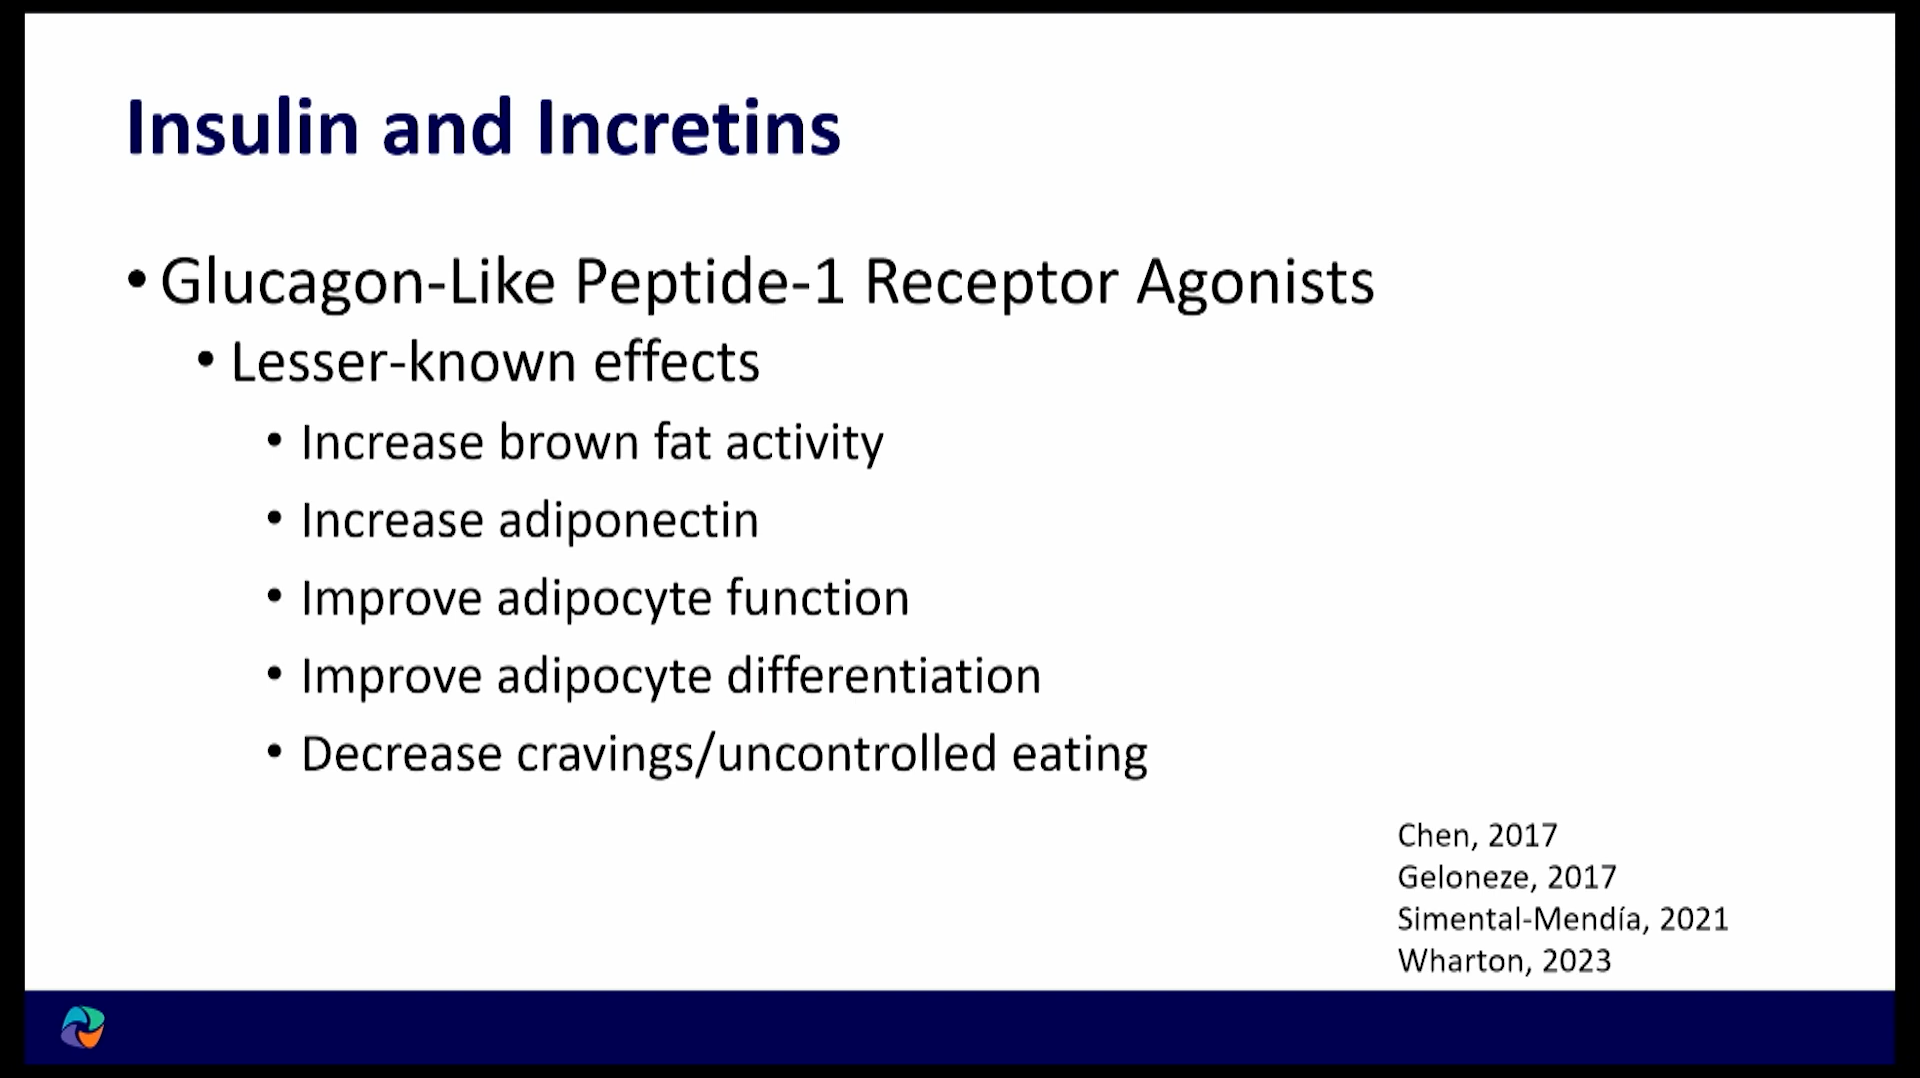 Insulin and Incretins
• Glucagon-Like Peptide-1 Receptor Agonists
• Lesser-known effects
• Increase brown fat activity
• Increase adiponectin
• Improve adipocyte function
• Improve adipocyte differentiation
• Decrease cravings/uncontrolled eating
Chen, 2017
Geloneze, 2017
Simental-Mendía, 2021
Wharton, 2023